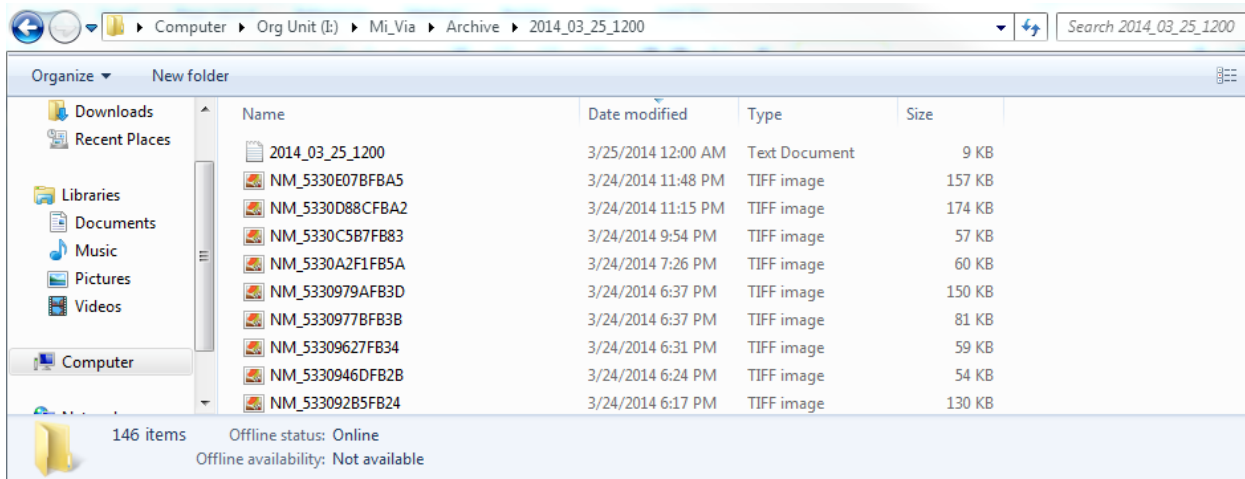 Computer Org Unit (I:) Mi_Via Archive 2014_03_25_1200 Search 2014_03_25_1200
Organize New folder
Downloads
Recent Places
Libraries
Documents
Music
Pictures
Videos
Computer
Name Date modified Type Size
2014_03_25_1200 3/25/2014 12:00 AM Text Document 9 KB
NM_5330E07BFBA5 3/24/2014 11:48 PM TIFF image 157 KB
NM_5330D88CFBA2 3/24/2014 11:15 PM TIFF image 174 KB
NM_5330C5B7FB83 3/24/2014 9:54 PM TIFF image 57 KB
NM_5330A2F1FB5A 3/24/2014 7:26 PM TIFF image 60 KB
NM_5330979AFB3D 3/24/2014 6:37 PM TIFF image 150 KB
NM_5330977BFB3B 3/24/2014 6:37 PM TIFF image 81 KB
NM_53309627FB34 3/24/2014 6:31 PM TIFF image 59 KB
NM_5330946DFB2B 3/24/2014 6:24 PM TIFF image 54 KB
NM_533092B5FB24 3/24/2014 6:17 PM TIFF image 130 KB
146 items Offline status: Online
Offline availability: Not available